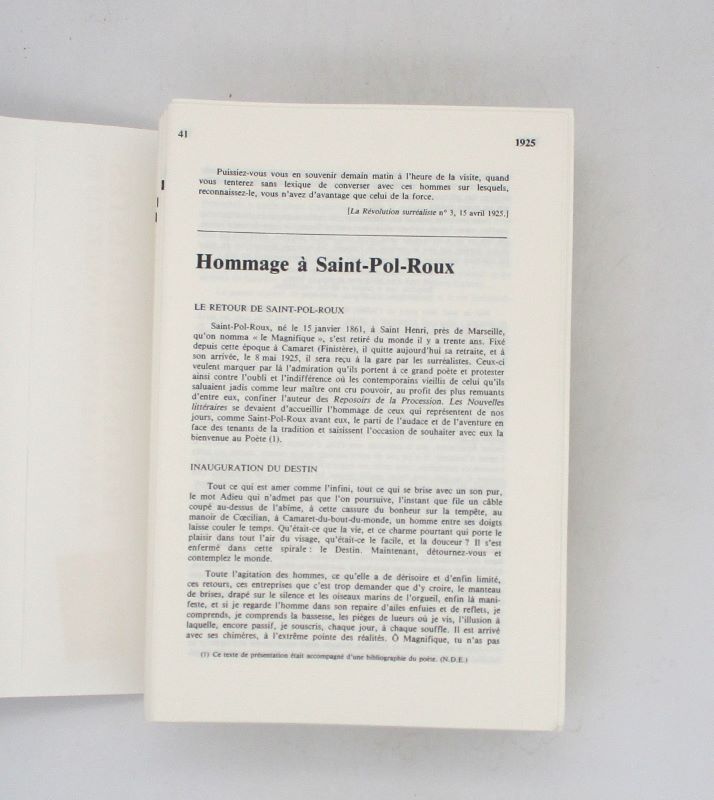 41
1925
Puissiez-vous vous en souvenir demain matin à l'heure de la visite, quand
vous tenterez sans lexique de converser avec ces hommes sur lesquels,
reconnaissez-le, vous n'avez d'avantage que celui de la force.
[La Révolution surréaliste n° 3, 15 avril 1925.]
Hommage à Saint-Pol-Roux
LE RETOUR DE SAINT-POL-ROUX
Saint-Pol-Roux, né le 15 janvier 1861, à Saint Henri, près de Marseille,
qu'on nomma « le Magnifique », s'est retiré du monde il y a trente ans. Fixé
depuis cette époque à Camaret (Finistère), il quitte aujourd'hui sa retraite, et à
son arrivée, le 8 mai 1925, il sera reçu à la gare par les surréalistes. Ceux-ci
veulent marquer par là l'admiration qu'ils portent à ce grand poète et protester
ainsi contre l'oubli et l'indifférence où les contemporains vieillis de celui qu'ils
saluaient jadis comme leur maître ont cru pouvoir, au profit des plus remuants
d'entre eux, confiner l'auteur des Reposoirs de la Procession. Les Nouvelles
littéraires se devaient d'accueillir l'hommage de ceux qui représentent de nos
jours, comme Saint-Pol-Roux avant eux, le parti de l'audace et de l'aventure en
face des tenants de la tradition et saisissent l'occasion de souhaiter avec eux la
bienvenue au Poète (1).
INAUGURATION DU DESTIN
Tout ce qui est amer comme l'infini, tout ce qui se brise avec un son pur,
le mot Adieu qui n'admet pas que l'on poursuive, l'instant que file un câble
coupé au-dessus de l'abîme, à cette cassure du bonheur sur la tempête, au
manoir de Cœcilian, à Camaret-du-bout-du-monde, un homme entre ses doigts
laisse couler le temps. Qu'était-ce que la vie, et ce charme pourtant qui porte le
plaisir dans tout l'air du visage, qu'était-ce le facile, et la douceur ? Il s'est
enfermé dans cette spirale : le Destin. Maintenant, détournez-vous et
contemplez le monde.
Toute l'agitation des hommes, ce qu'elle a de dérisoire et d'enfin limité,
ces retours, ces entreprises que c'est trop demander que d'y croire, le manteau
de brises, drapé sur le silence et les oiseaux marins de l'orgueil, enfin là mani-
feste, et si je regarde l'homme dans son repaire d'ailes enfuies et de reflets, je
comprends, je comprends la bassesse, les pièges de lueurs où je vis, l'illusion à
laquelle, encore passif, je souscris, chaque jour, à chaque souffle. Il est arrivé
avec ses chimères, à l'extrême pointe des réalités. Ô Magnifique, tu n'as pas
(1) Ce texte de présentation était accompagné d'une bibliographie du poète. (N.D.E.)